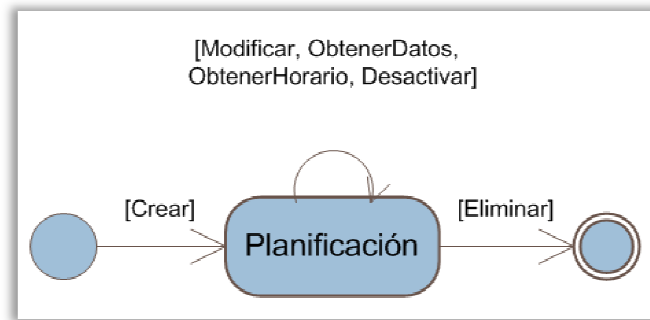 [Modificar, ObtenerDatos,
ObtenerHorario, Desactivar]
[Crear]
[Eliminar]
Planificación